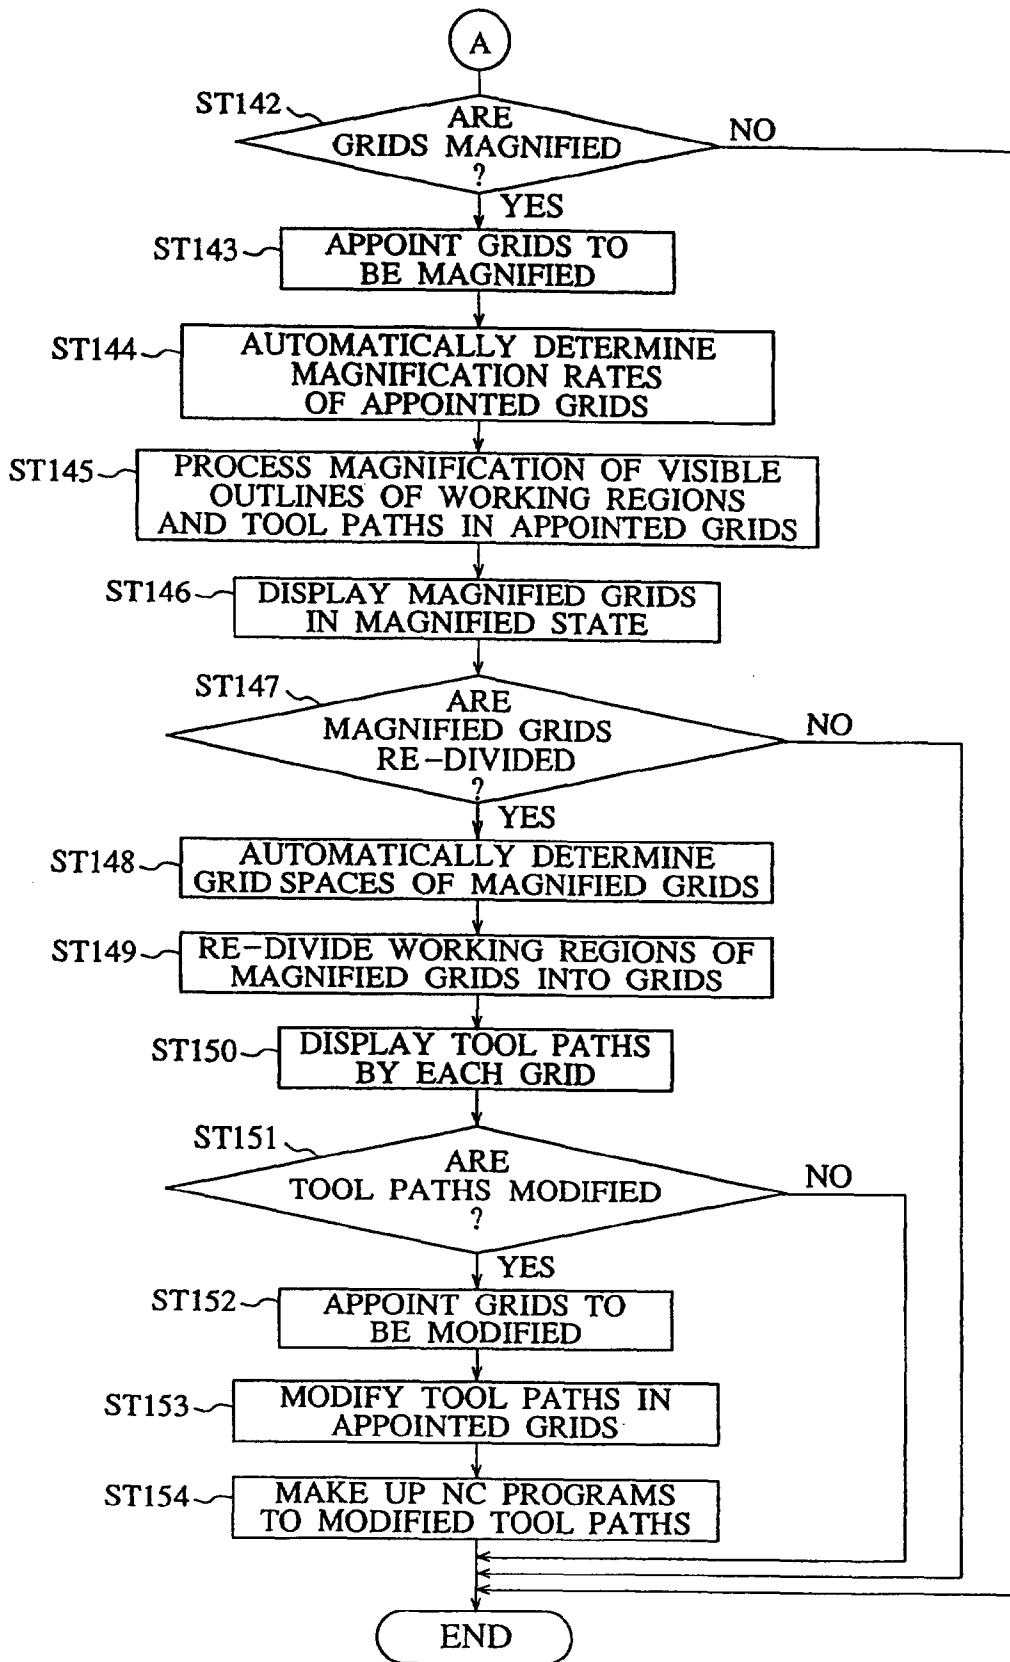 A
ST142
ARE
GRIDS MAGNIFIED
?
NO
YES
ST143
APPOINT GRIDS TO
BE MAGNIFIED
ST144
AUTOMATICALLY DETERMINE
MAGNIFICATION RATES
OF APPOINTED GRIDS
ST145
PROCESS MAGNIFICATION OF VISIBLE
OUTLINES OF WORKING REGIONS
AND TOOL PATHS IN APPOINTED GRIDS
ST146
DISPLAY MAGNIFIED GRIDS
IN MAGNIFIED STATE
ST147
ARE
MAGNIFIED GRIDS
RE-DIVIDED
?
NO
YES
ST148
AUTOMATICALLY DETERMINE
GRID SPACES OF MAGNIFIED GRIDS
ST149
RE-DIVIDE WORKING REGIONS OF
MAGNIFIED GRIDS INTO GRIDS
ST150
DISPLAY TOOL PATHS
BY EACH GRID
ST151
ARE
TOOL PATHS MODIFIED
?
NO
YES
ST152
APPOINT GRIDS TO
BE MODIFIED
ST153
MODIFY TOOL PATHS IN
APPOINTED GRIDS
ST154
MAKE UP NC PROGRAMS
TO MODIFIED TOOL PATHS
END